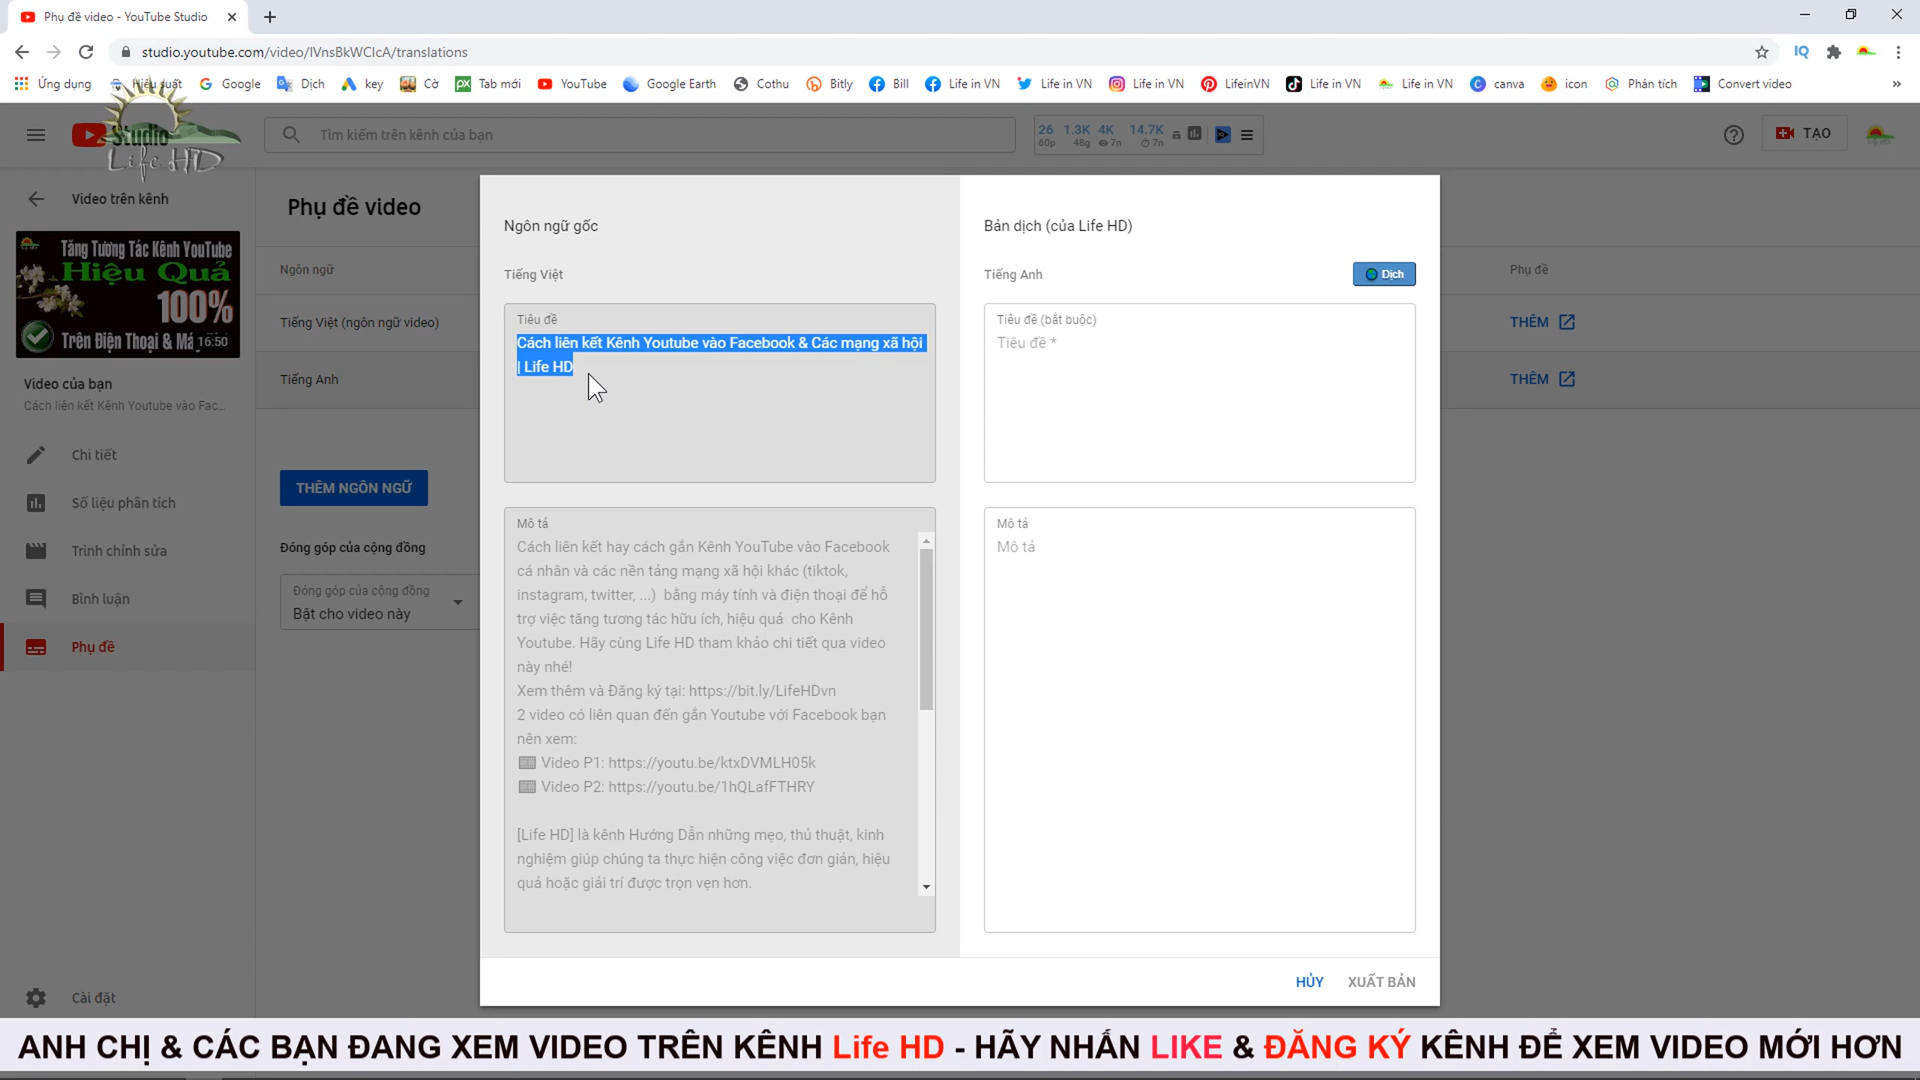 Phụ đề video - YouTube Studio
studio.youtube.com/video/IVnsBkWCIcA/translations
IQ
Ứng dụng
Hiệu suất
Google
Dịch
key
Cờ
Tab mới
YouTube
Google Earth
Cothu
Bitly
Bill
Life in VN
Life in VN
Life in VN
LifeinVN
Life in VN
Life in VN
canva
icon
Phân tích
Convert video
Studio
Life HD
Tìm kiếm trên kênh của bạn
26 1.3K 4K 14.7K
60p 48g 7n 7n
TẠO
Video trên kênh
Tăng Tương Tác Kênh YouTube
Hiệu Quả
100%
16:50
Video của bạn
Cách liên kết Kênh Youtube vào Fac...
Chi tiết
Số liệu phân tích
Trình chỉnh sửa
Bình luận
Phụ đề
Cài đặt
Phụ đề video
Ngôn ngữ
Phụ đề
Tiếng Việt (ngôn ngữ video)
THÊM
Tiếng Anh
THÊM
THÊM NGÔN NGỮ
Đóng góp của cộng đồng
Đóng góp của cộng đồng
Bật cho video này
Ngôn ngữ gốc
Tiếng Việt
Tiêu đề
Cách liên kết Kênh Youtube vào Facebook & Các mạng xã hội
| Life HD
Mô tả
Cách liên kết hay cách gắn Kênh YouTube vào Facebook
cá nhân và các nền tảng mạng xã hội khác (tiktok,
instagram, twitter, ...) bằng máy tính và điện thoại để hỗ
trợ việc tăng tương tác hữu ích, hiệu quả cho Kênh
Youtube. Hãy cùng Life HD tham khảo chi tiết qua video
này nhé!
Xem thêm và Đăng ký tại: https://bit.ly/LifeHDvn
2 video có liên quan đến gắn Youtube với Facebook bạn
nên xem:
Video P1: https://youtu.be/ktxDVMLH05k
Video P2: https://youtu.be/1hQLafFTHRY
[Life HD] là kênh Hướng Dẫn những mẹo, thủ thuật, kinh
nghiệm giúp chúng ta thực hiện công việc đơn giản, hiệu
quả hoặc giải trí được trọn vẹn hơn.
Bản dịch (của Life HD)
Tiếng Anh
Dịch
Tiêu đề (bắt buộc)
Tiêu đề *
Mô tả
Mô tả
HỦY
XUẤT BẢN
ANH CHỊ & CÁC BẠN ĐANG XEM VIDEO TRÊN KÊNH Life HD - HÃY NHẤN LIKE & ĐĂNG KÝ KÊNH ĐỂ XEM VIDEO MỚI HƠN